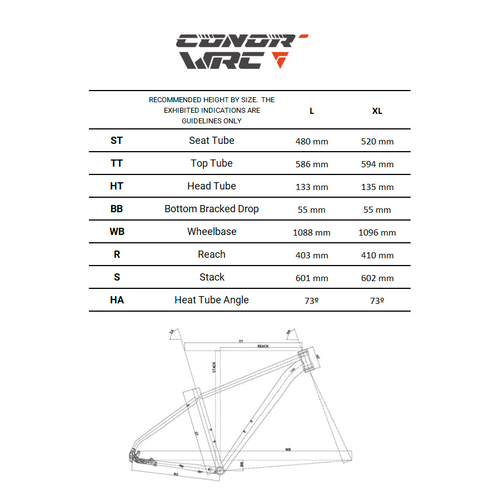 CONOR
WRC
RECOMMENDED HEIGHT BY SIZE. THE
EXHIBITED INDICATIONS ARE
GUIDELINES ONLY
L XL
ST Seat Tube 480 mm 520 mm
TT Top Tube 586 mm 594 mm
HT Head Tube 133 mm 135 mm
BB Bottom Bracked Drop 55 mm 55 mm
WB Wheelbase 1088 mm 1096 mm
R Reach 403 mm 410 mm
S Stack 601 mm 602 mm
HA Heat Tube Angle 73º 73º
TT
REACH
STACK
HT
ST
WB
BB